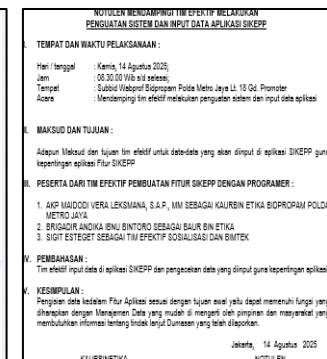 NOTULEN MENDAMPINGI TIM EFEKTIF MELAKUKAN
PENGUATAN SISTEM DAN INPUT DATA APLIKASI SIKEPP
I. TEMPAT DAN WAKTU PELAKSANAAN :
Hari / tanggal : Kamis, 14 Agustus 2025;
Jam : 08.30.00 Wib s/d selesai;
Tempat : Subbid Wabprof Bidpropam Polda Metro Jaya Lt. 18 Gd. Promoter
Acara : Mendampingi tim efektif melakukan penguatan sistem dan input data aplikasi
II. MAKSUD DAN TUJUAN :
Adapun Maksud dan tujuan tim efektif untuk data-data yang akan diinput di aplikasi SIKEPP guna
kepentingan aplikasi Fitur SIKEPP
III. PESERTA DARI TIM EFEKTIF PEMBUATAN FITUR SIKEPP DENGAN PROGRAMER :
1. AKP MAIDODI VERA LEKSMANA, S.A.P., MM SEBAGAI KAURBIN ETIKA BIDPROPAM POLDA
METRO JAYA
2. BRIGADIR ANDIKA IBNU BINTORO SEBAGAI BAUR BIN ETIKA
3. SIGIT ESTEGET SEBAGAI TIM EFEKTIF SOSIALISASI DAN BIMTEK
IV. PEMBAHASAN :
Tim efektif input data di aplikasi SIKEPP dan pengecekan data yang diinput guna kepentingan aplikasi
V. KESIMPULAN :
Pengisian data kedalam Fitur Aplikasi sesuai dengan tujuan awal yaitu dapat memenuhi fungsi yang
diharapkan dengan Manajemen Data yang mudah di mengerti oleh pimpinan dan masyarakat yang
membutuhkan informasi tentang tindak lanjut Dumasan yang telah dilaporkan.
Jakarta, 14 Agustus 2025
KAURBINETIKA NOTULEN